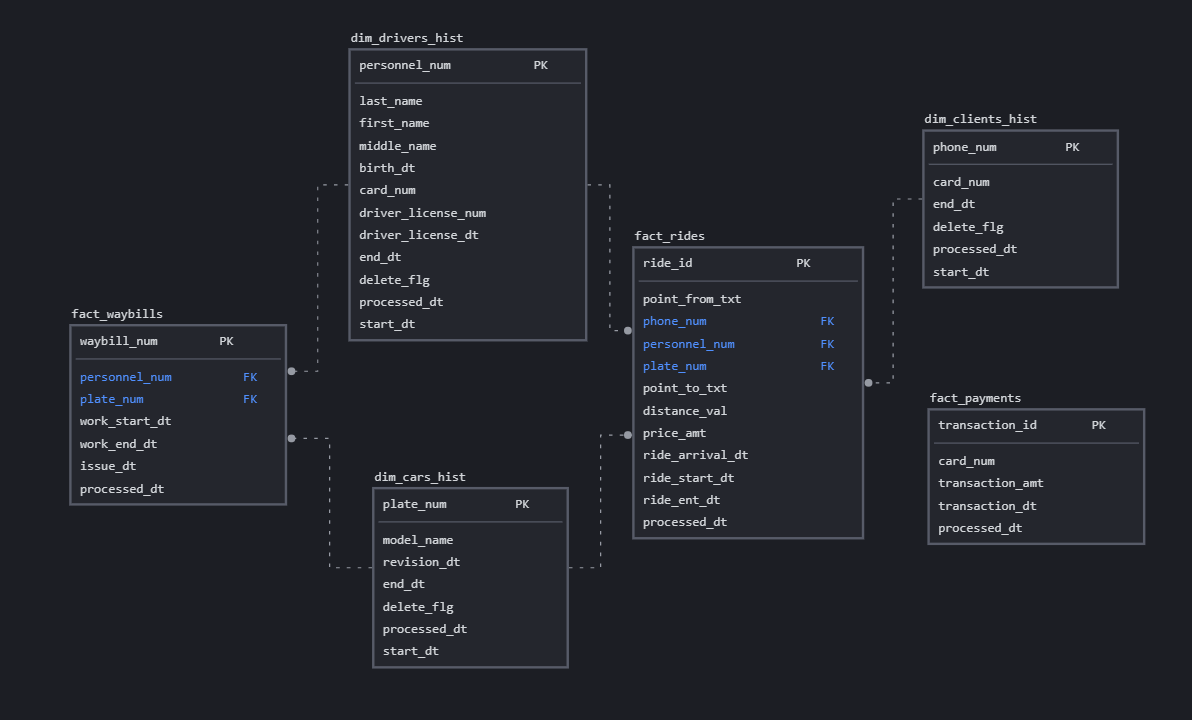 dim_drivers_hist
personnel_num PK
last_name
first_name
middle_name
birth_dt
card_num
driver_license_num
driver_license_dt
end_dt
delete_flg
processed_dt
start_dt
dim_clients_hist
phone_num PK
card_num
end_dt
delete_flg
processed_dt
start_dt
fact_rides
ride_id PK
point_from_txt
phone_num FK
personnel_num FK
plate_num FK
point_to_txt
distance_val
price_amt
ride_arrival_dt
ride_start_dt
ride_ent_dt
processed_dt
fact_waybills
waybill_num PK
personnel_num FK
plate_num FK
work_start_dt
work_end_dt
issue_dt
processed_dt
fact_payments
transaction_id PK
card_num
transaction_amt
transaction_dt
processed_dt
dim_cars_hist
plate_num PK
model_name
revision_dt
end_dt
delete_flg
processed_dt
start_dt